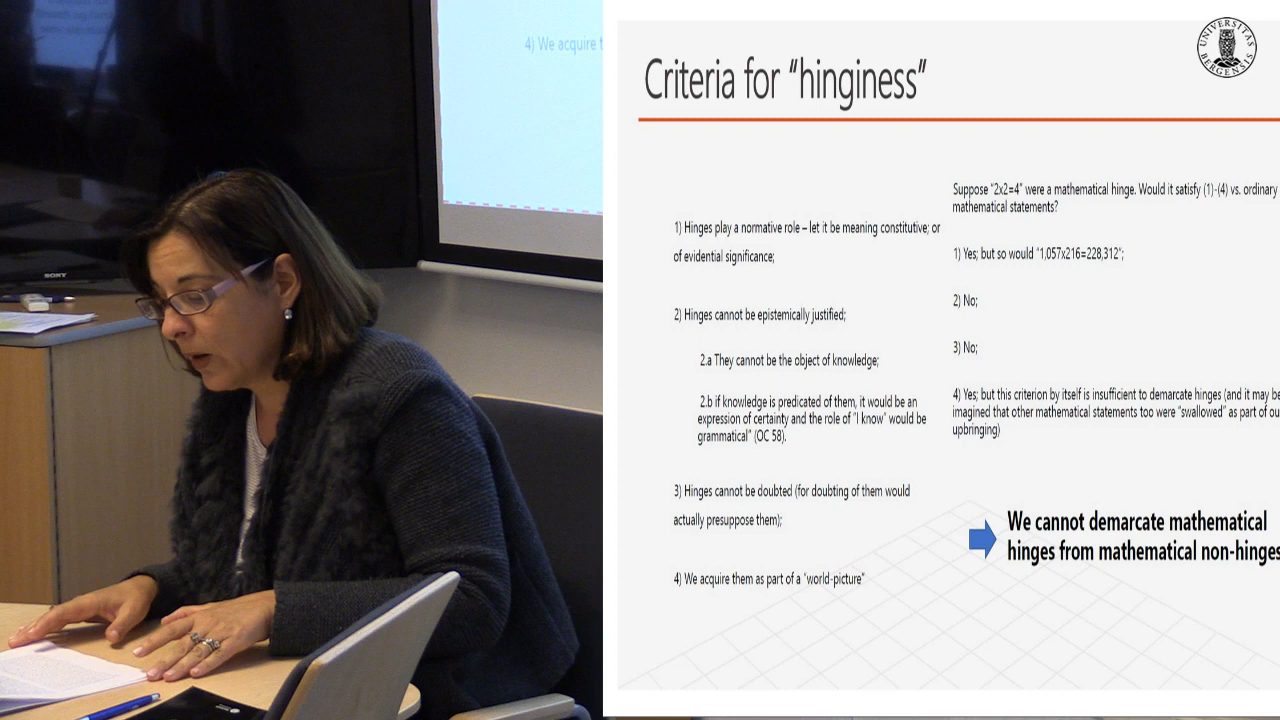 4) We acquire t
SONY
Criteria for “hinginess”
UNIVERSITAS
BERGENSIS
1) Hinges play a normative role – let it be meaning constitutive; or
of evidential significance;
2) Hinges cannot be epistemically justified;
2.a They cannot be the object of knowledge;
2.b if knowledge is predicated of them, it would be an
expression of certainty and the role of “I know” would be
grammatical” (OC 58).
3) Hinges cannot be doubted (for doubting of them would
actually presuppose them);
4) We acquire them as part of a “world-picture”
Suppose “2x2=4” were a mathematical hinge. Would it satisfy (1)-(4) vs. ordinary
mathematical statements?
1) Yes; but so would “1,057x216=228,312”;
2) No;
3) No;
4) Yes; but this criterion by itself is insufficient to demarcate hinges (and it may be
imagined that other mathematical statements too were “swallowed” as part of ou
upbringing)
We cannot demarcate mathematical
hinges from mathematical non-hinges